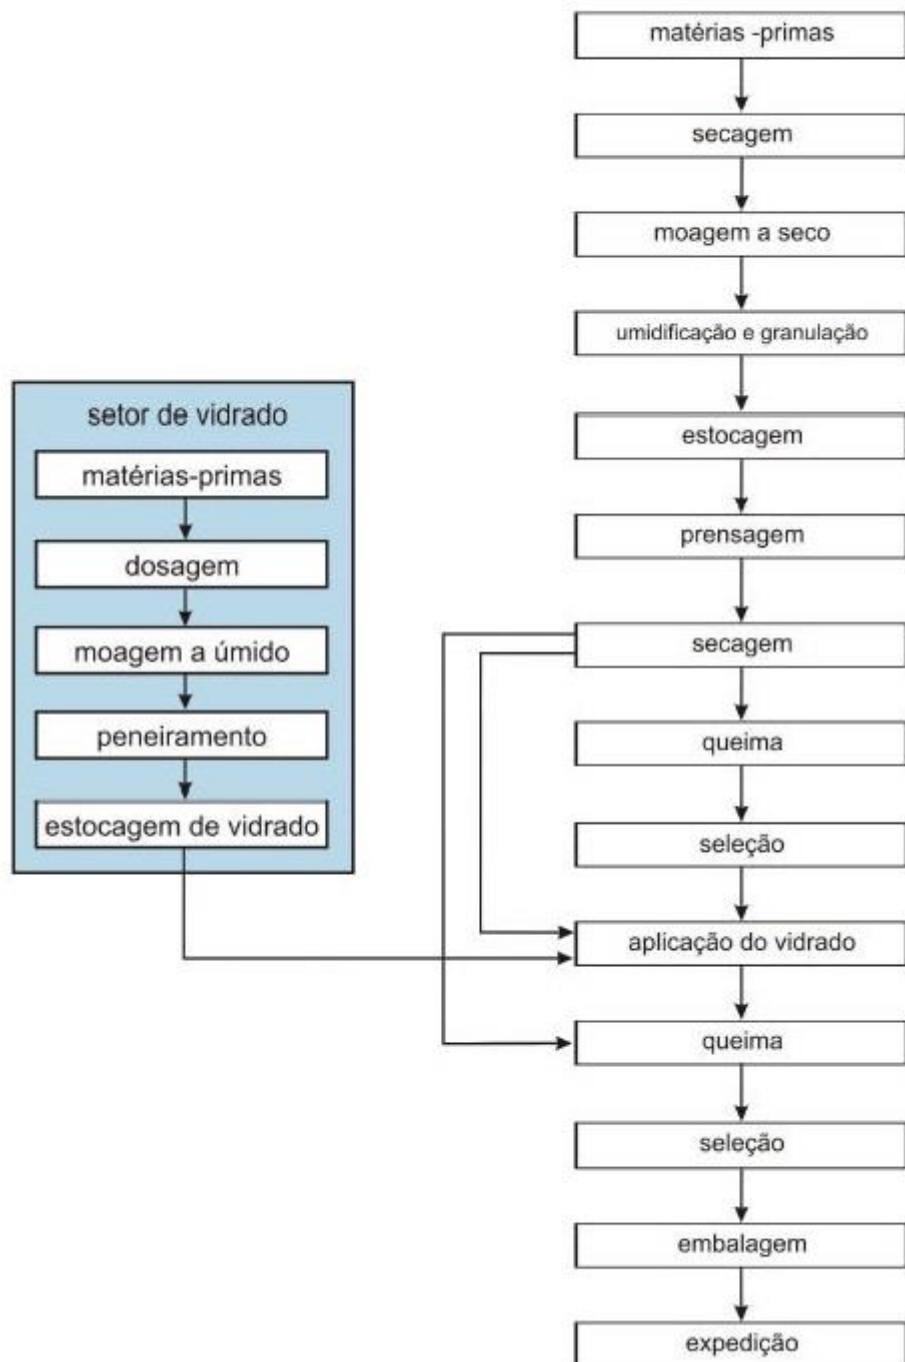 matérias -primas
secagem
moagem a seco
umidificação e granulação
estocagem
prensagem
secagem
queima
seleção
aplicação do vidrado
queima
seleção
embalagem
expedição
setor de vidrado
matérias-primas
dosagem
moagem a úmido
peneiramento
estocagem de vidrado